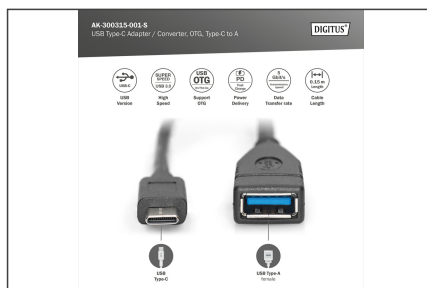 AK-300315-001-S
USB Type-C Adapter / Converter, OTG, Type-C to A
DIGITUS®
USB-C
SUPER
SPEED
USB 3.0
USB
OTG
PD
Fast
Charge
Gbit/s
0.15 m
Length
USB
Version
High
Speed
Support
OTG
Power
Delivery
Data
Transfer rate
Cable
Length
USB
Type-C
USB Type-A
female